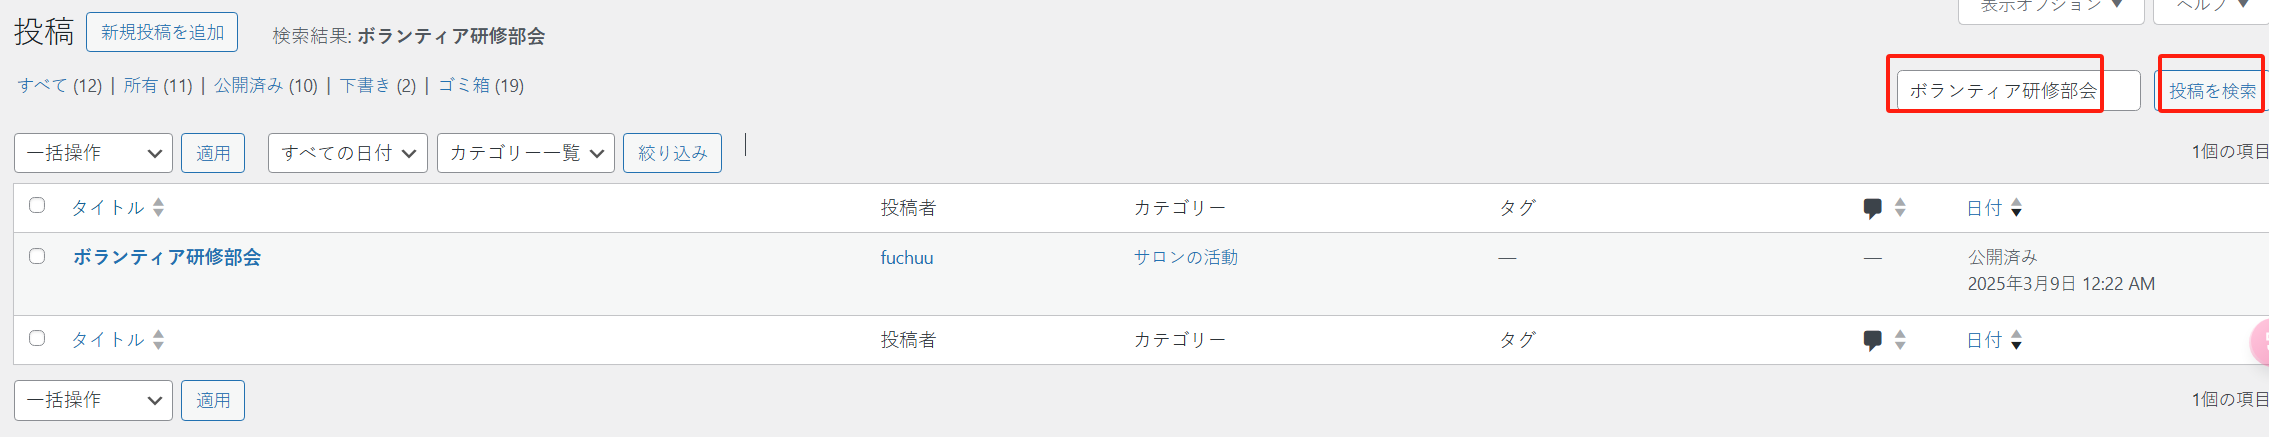 表示オプション ▼ ヘルプ ▼
投稿 新規投稿を追加 検索結果: ボランティア研修部会
すべて (12) | 所有 (11) | 公開済み (10) | 下書き (2) | ゴミ箱 (19)
ボランティア研修部会 投稿を検索
一括操作 適用 すべての日付 カテゴリー一覧 絞り込み 1個の項目
タイトル 投稿者 カテゴリー タグ 日付
ボランティア研修部会 fuchuu サロンの活動 — — 公開済み
2025年3月9日 12:22 AM
タイトル 投稿者 カテゴリー タグ 日付
一括操作 適用 1個の項目